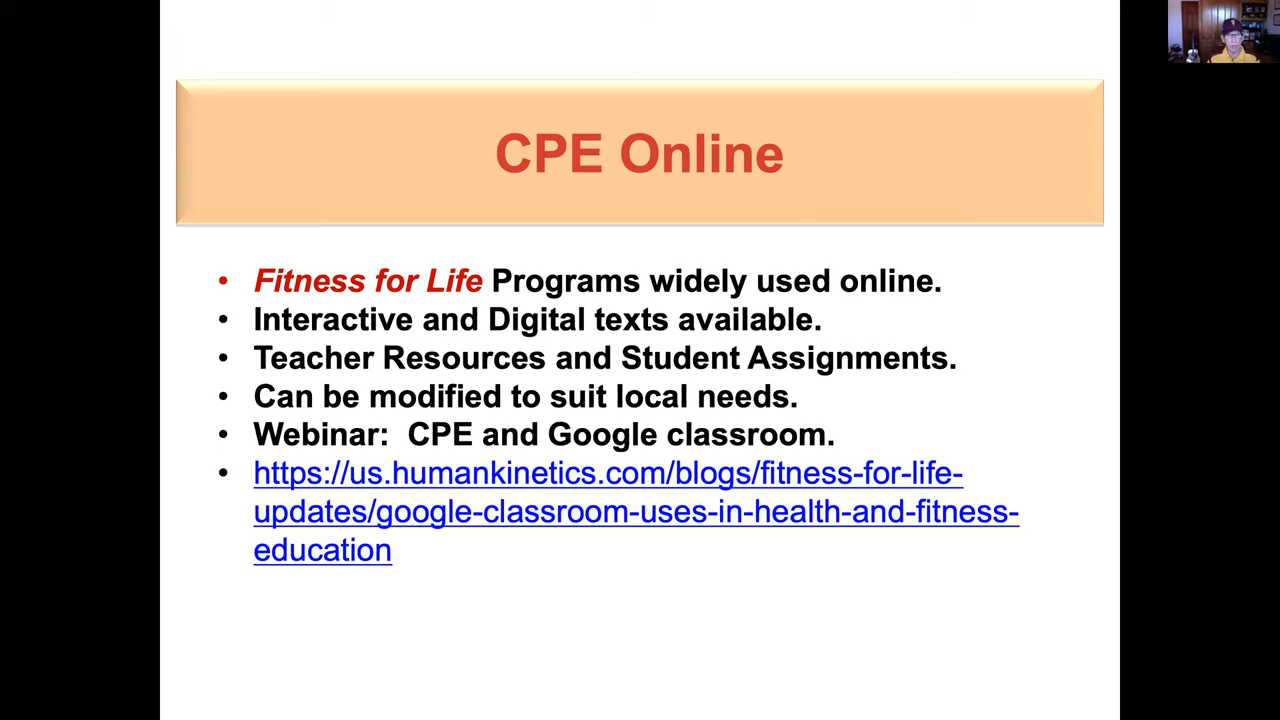 CPE Online
• Fitness for Life Programs widely used online.
• Interactive and Digital texts available.
• Teacher Resources and Student Assignments.
• Can be modified to suit local needs.
• Webinar:  CPE and Google classroom.
• https://us.humankinetics.com/blogs/fitness-for-life-
updates/google-classroom-uses-in-health-and-fitness-
education